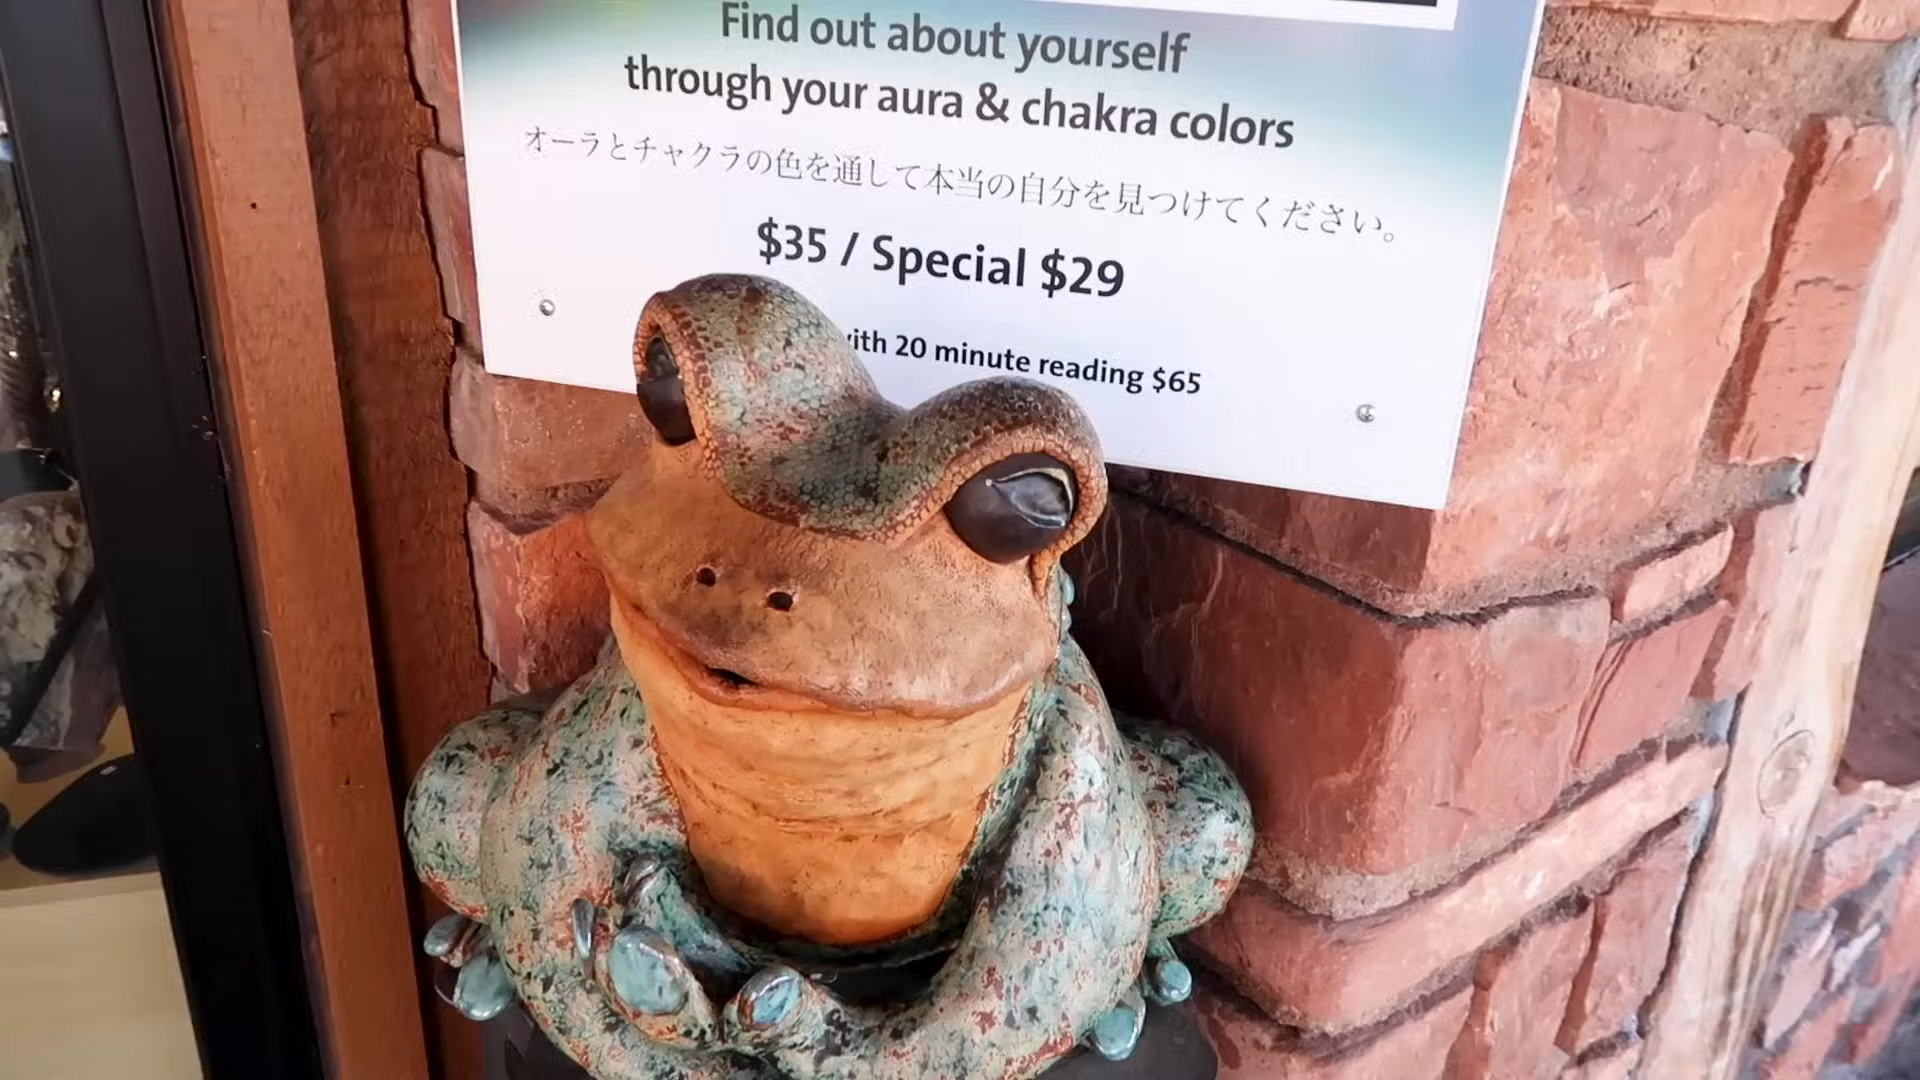 Find out about yourself
through your aura & chakra colors
オーラとチャクラの色を通して本当の自分を見つけてください。
$35 / Special $29
20 minute reading $65